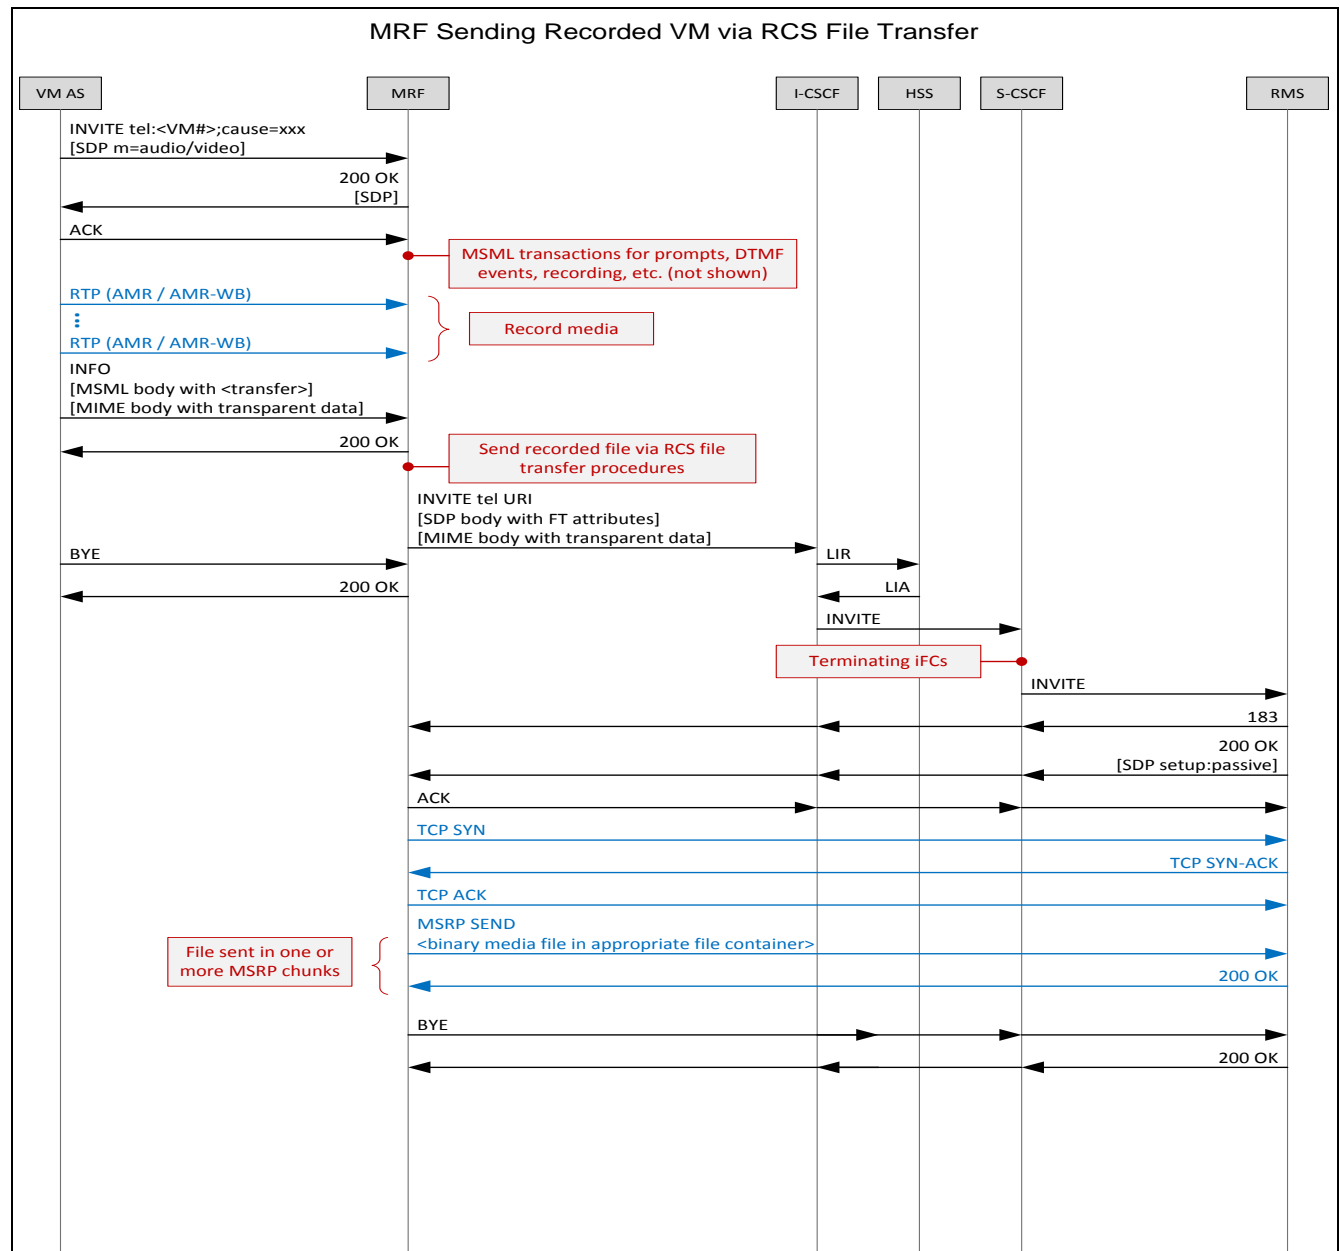 MRF Sending Recorded VM via RCS File Transfer
VM AS
MRF
I-CSCF
HSS
S-CSCF
RMS
INVITE tel:<VM#>;cause=xxx
[SDP m=audio/video]
200 OK
[SDP]
ACK
MSML transactions for prompts, DTMF
events, recording, etc. (not shown)
RTP (AMR / AMR-WB)
Record media
RTP (AMR / AMR-WB)
INFO
[MSML body with <transfer>]
[MIME body with transparent data]
200 OK
Send recorded file via RCS file
transfer procedures
INVITE tel URI
[SDP body with FT attributes]
[MIME body with transparent data]
BYE
LIR
200 OK
LIA
INVITE
Terminating iFCs
INVITE
183
200 OK
[SDP setup:passive]
ACK
TCP SYN
TCP SYN-ACK
TCP ACK
MSRP SEND
<binary media file in appropriate file container>
File sent in one or
more MSRP chunks
200 OK
BYE
200 OK